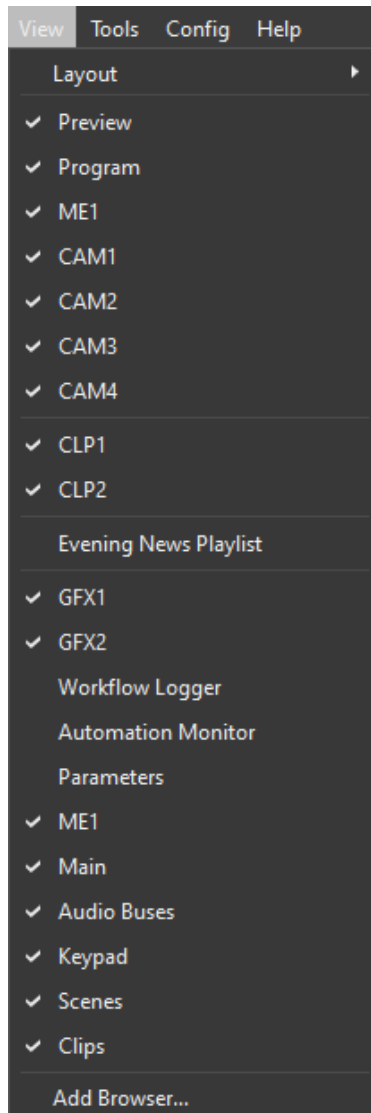 View Tools Config Help
Layout
Preview
Program
ME1
CAM1
CAM2
CAM3
CAM4
CLP1
CLP2
Evening News Playlist
GFX1
GFX2
Workflow Logger
Automation Monitor
Parameters
ME1
Main
Audio Buses
Keypad
Scenes
Clips
Add Browser...